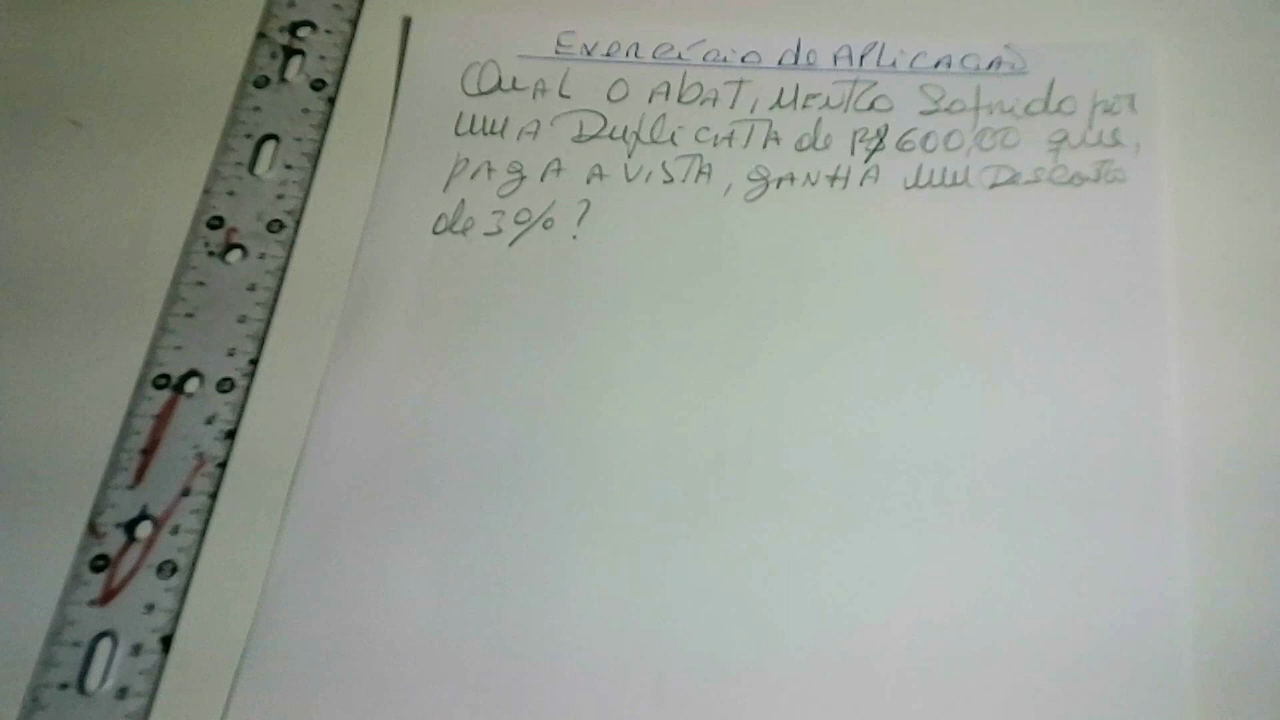 Exercício de APLICAÇÃO
QUAL O ABATIMENTO Sofrido por
uma Duplicata de R$600,00 que,
PAGA A VISTA, GANHA um Desconto
de 3%?